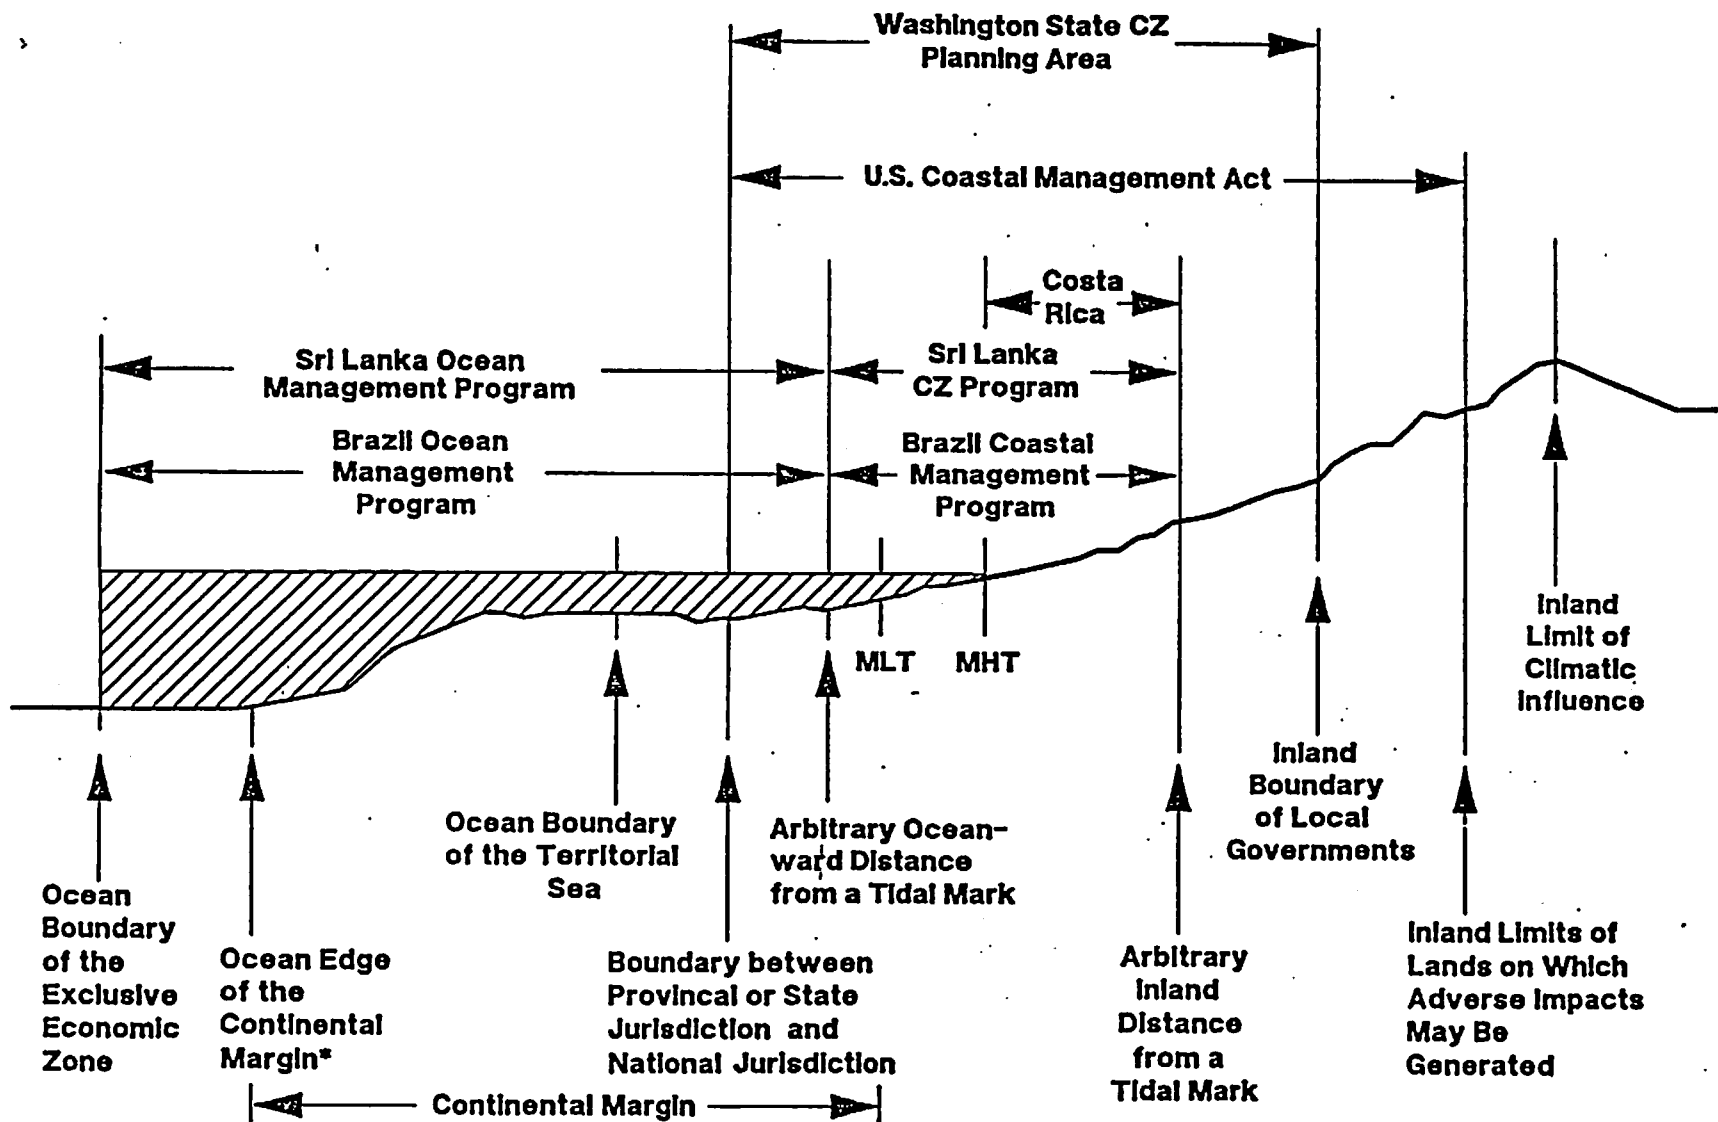 Washington State CZ
Planning Area
U.S. Coastal Management Act
Costa
Rica
Sri Lanka Ocean
Management Program
Sri Lanka
CZ Program
Brazil Ocean
Management
Program
Brazil Coastal
Management
Program
MLT
MHT
Inland
Limit of
Climatic
Influence
Ocean
Boundary
of the
Exclusive
Economic
Zone
Ocean Edge
of the
Continental
Margin*
Ocean Boundary
of the Territorial
Sea
Boundary between
Provincal or State
Jurisdiction and
National Jurisdiction
Arbitrary Ocean-
ward Distance
from a Tidal Mark
Arbitrary
Inland
Distance
from a
Tidal Mark
Inland
Boundary
of Local
Governments
Inland Limits of
Lands on Which
Adverse Impacts
May Be
Generated
Continental Margin